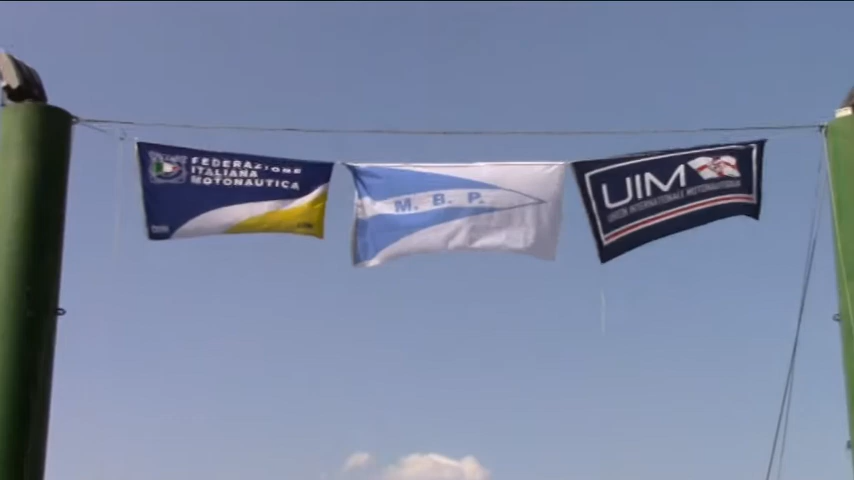 FEDERAZIONE
ITALIANA
MOTONAUTICA
M. B. P.
UIM
UNION INTERNATIONALE MOTONAUTIQUE